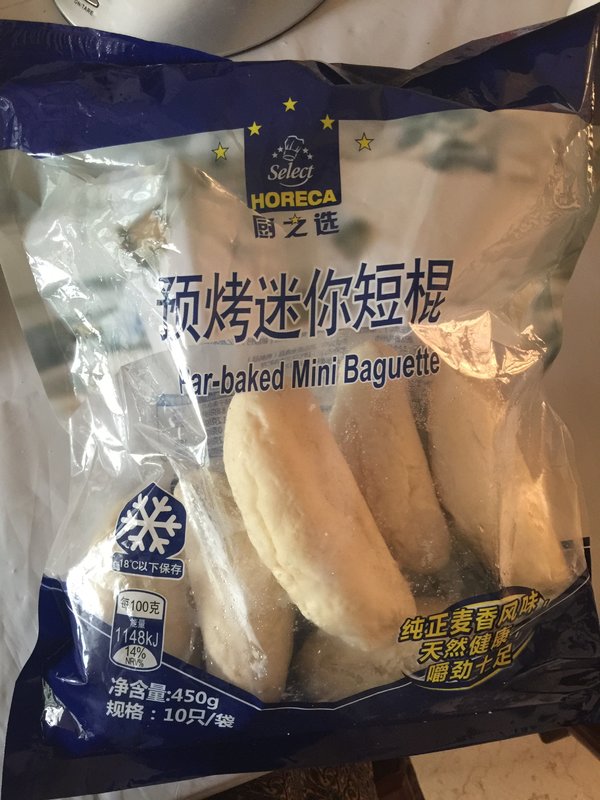 Select
HORECA
厨之选
预烤迷你短棍
Par-baked Mini Baguette
-18℃以下保存
每100克
能量
1148kJ
14%
NRV%
净含量:450g
规格：10只/袋
纯正麦香风味，
天然健康，
嚼劲十足